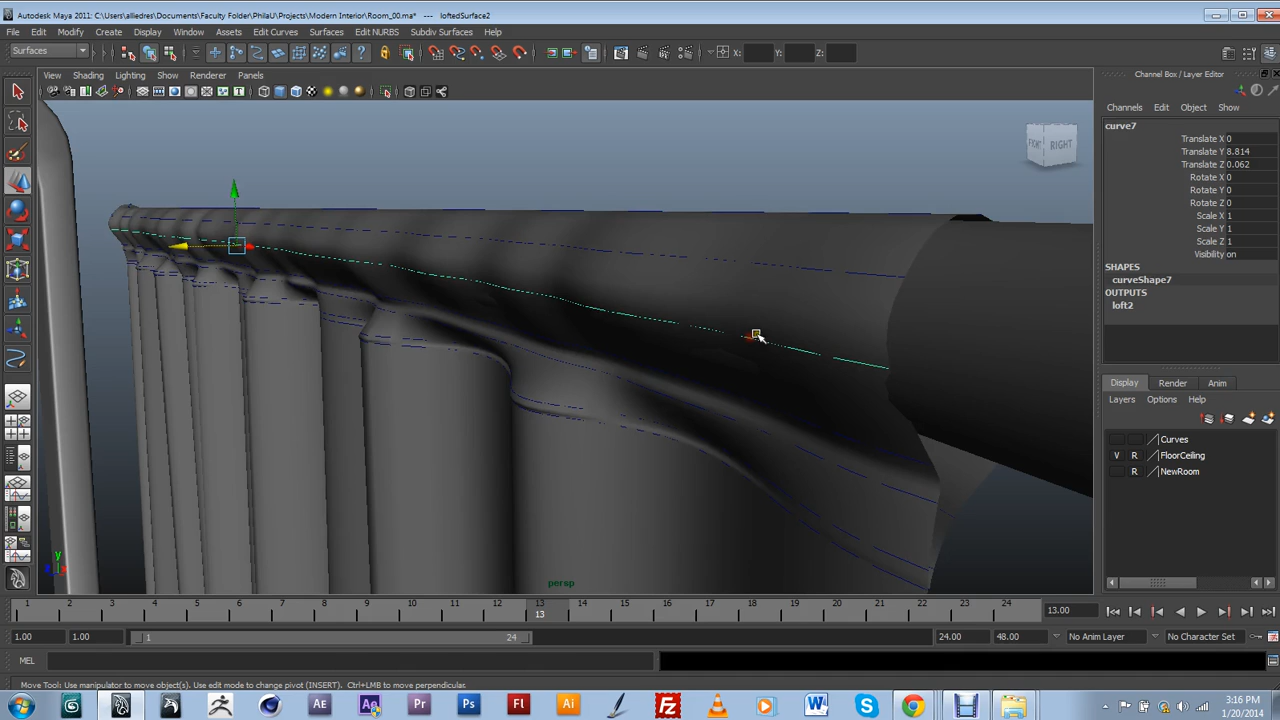 Autodesk Maya 2011: C:\Users\alliedres\Documents\Faculty Folder\PhilaU\Projects\Modern Interior\Room_00.ma* --- loftedSurface2
File Edit Modify Create Display Window Assets Edit Curves Surfaces Edit NURBS Subdiv Surfaces Help
Surfaces X: Y: Z:
View Shading Lighting Show Renderer Panels
Channel Box / Layer Editor
Channels Edit Object Show
curve7
Translate X 0
Translate Y 8.814
Translate Z 0.062
Rotate X 0
Rotate Y 0
Rotate Z 0
Scale X 1
Scale Y 1
Scale Z 1
Visibility on
SHAPES
curveShape7
OUTPUTS
loft2
RIGHT
Display Render Anim
Layers Options Help
Curves
V R FloorCeiling
R NewRoom
y
persp
1 2 3 4 5 6 7 8 9 10 11 12 13 14 15 16 17 18 19 20 21 22 23 24
13
13.00
1.00 1.00 1 24 24.00 48.00 No Anim Layer No Character Set
MEL
Move Tool: Use manipulator to move object(s). Use edit mode to change pivot (INSERT). Ctrl+LMB to move perpendicular.
AE Pr Ps Fl Ai Fz W S
3:16 PM
1/20/2014